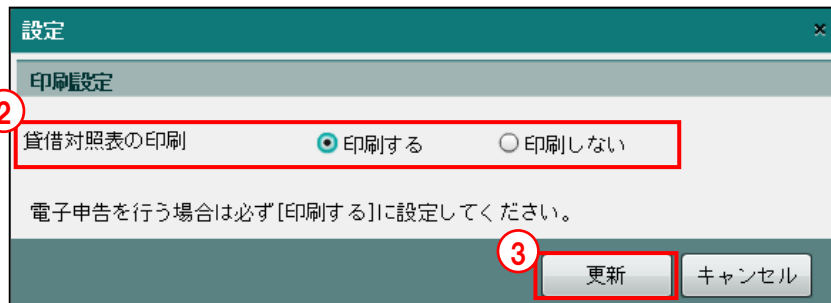 設定
印刷設定
2
貸借対照表の印刷 印刷する 印刷しない
電子申告を行う場合は必ず[印刷する]に設定してください。
3
更新 キャンセル